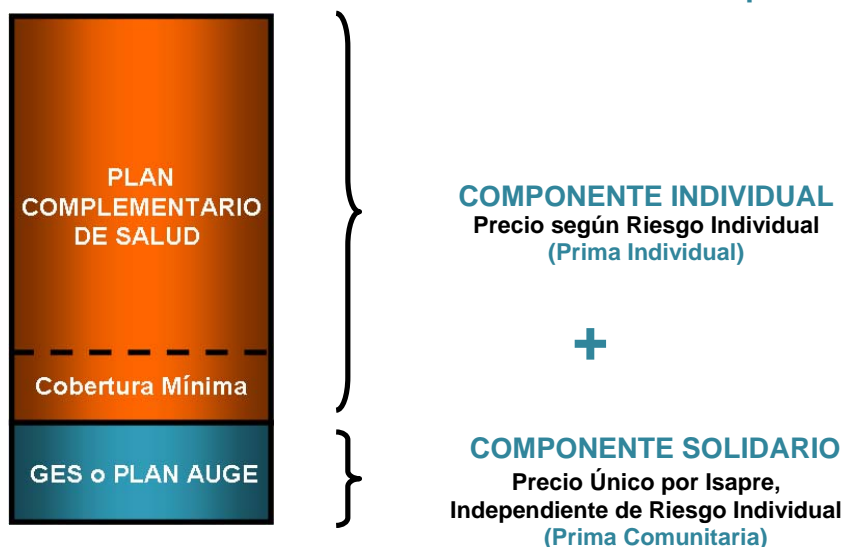 PLAN
COMPLEMENTARIO
DE SALUD
Cobertura Mínima
GES o PLAN AUGE
COMPONENTE INDIVIDUAL
Precio según Riesgo Individual
(Prima Individual)
+
COMPONENTE SOLIDARIO
Precio Único por Isapre,
Independiente de Riesgo Individual
(Prima Comunitaria)